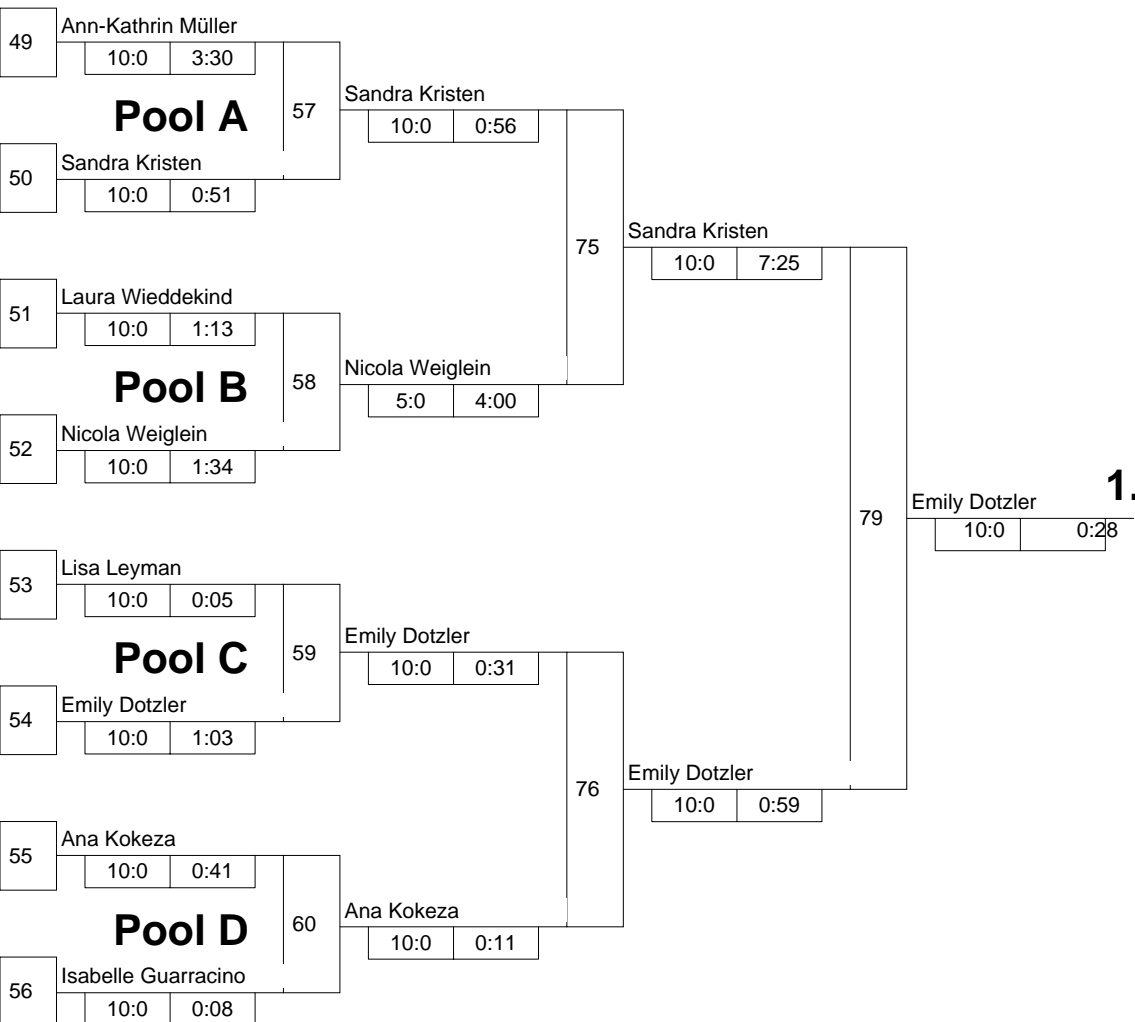 49
Ann-Kathrin Müller
10:0 3:30
Pool A
57
Sandra Kristen
10:0 0:56
50
Sandra Kristen
10:0 0:51
75
Sandra Kristen
10:0 7:25
51
Laura Wieddekind
10:0 1:13
Pool B
58
Nicola Weiglein
5:0 4:00
52
Nicola Weiglein
10:0 1:34
79
Emily Dotzler
1.
10:0 0:28
53
Lisa Leyman
10:0 0:05
Pool C
59
Emily Dotzler
10:0 0:31
54
Emily Dotzler
10:0 1:03
76
Emily Dotzler
10:0 0:59
55
Ana Kokeza
10:0 0:41
Pool D
60
Ana Kokeza
10:0 0:11
56
Isabelle Guarracino
10:0 0:08